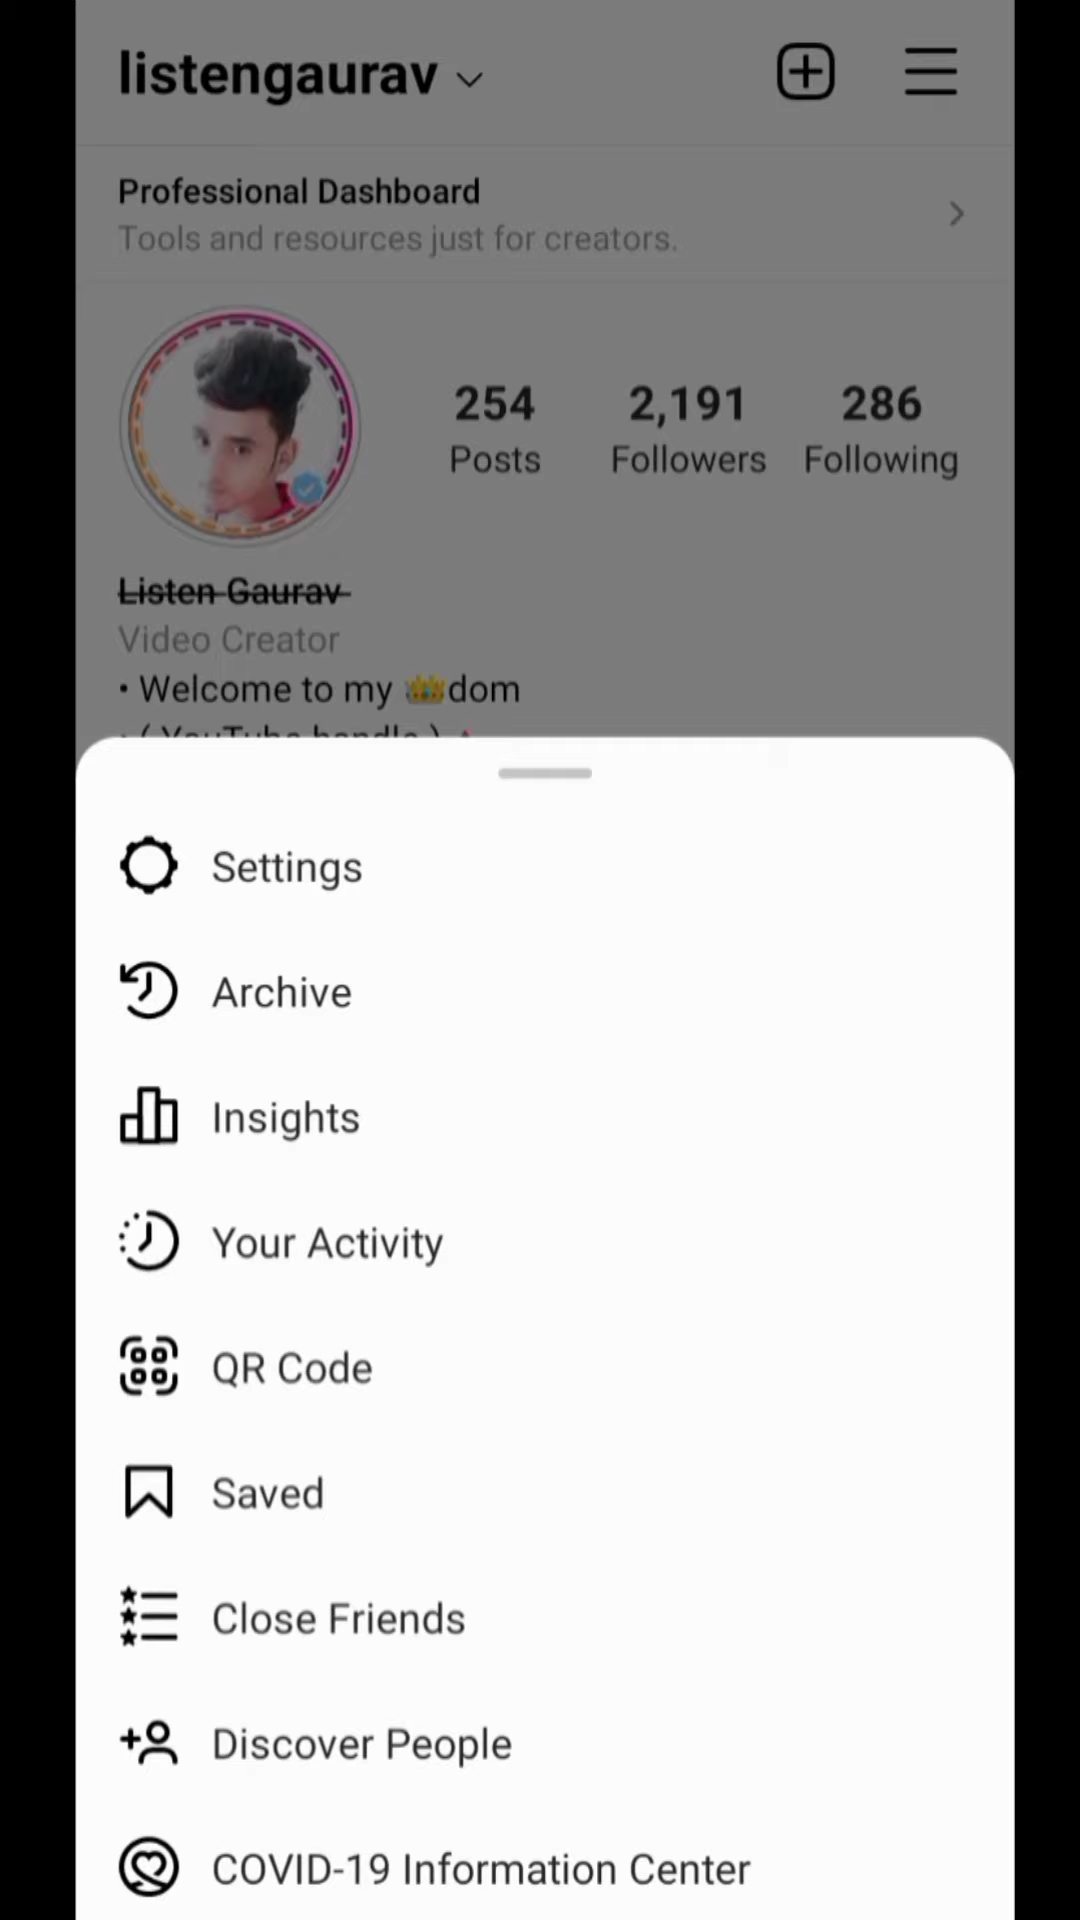 listengaurav
Professional Dashboard
Tools and resources just for creators.
254 2,191 286
Posts Followers Following
Listen Gaurav
Video Creator
• Welcome to my 👑dom
• ( YouTube handle )
Settings
Archive
Insights
Your Activity
QR Code
Saved
Close Friends
Discover People
COVID-19 Information Center